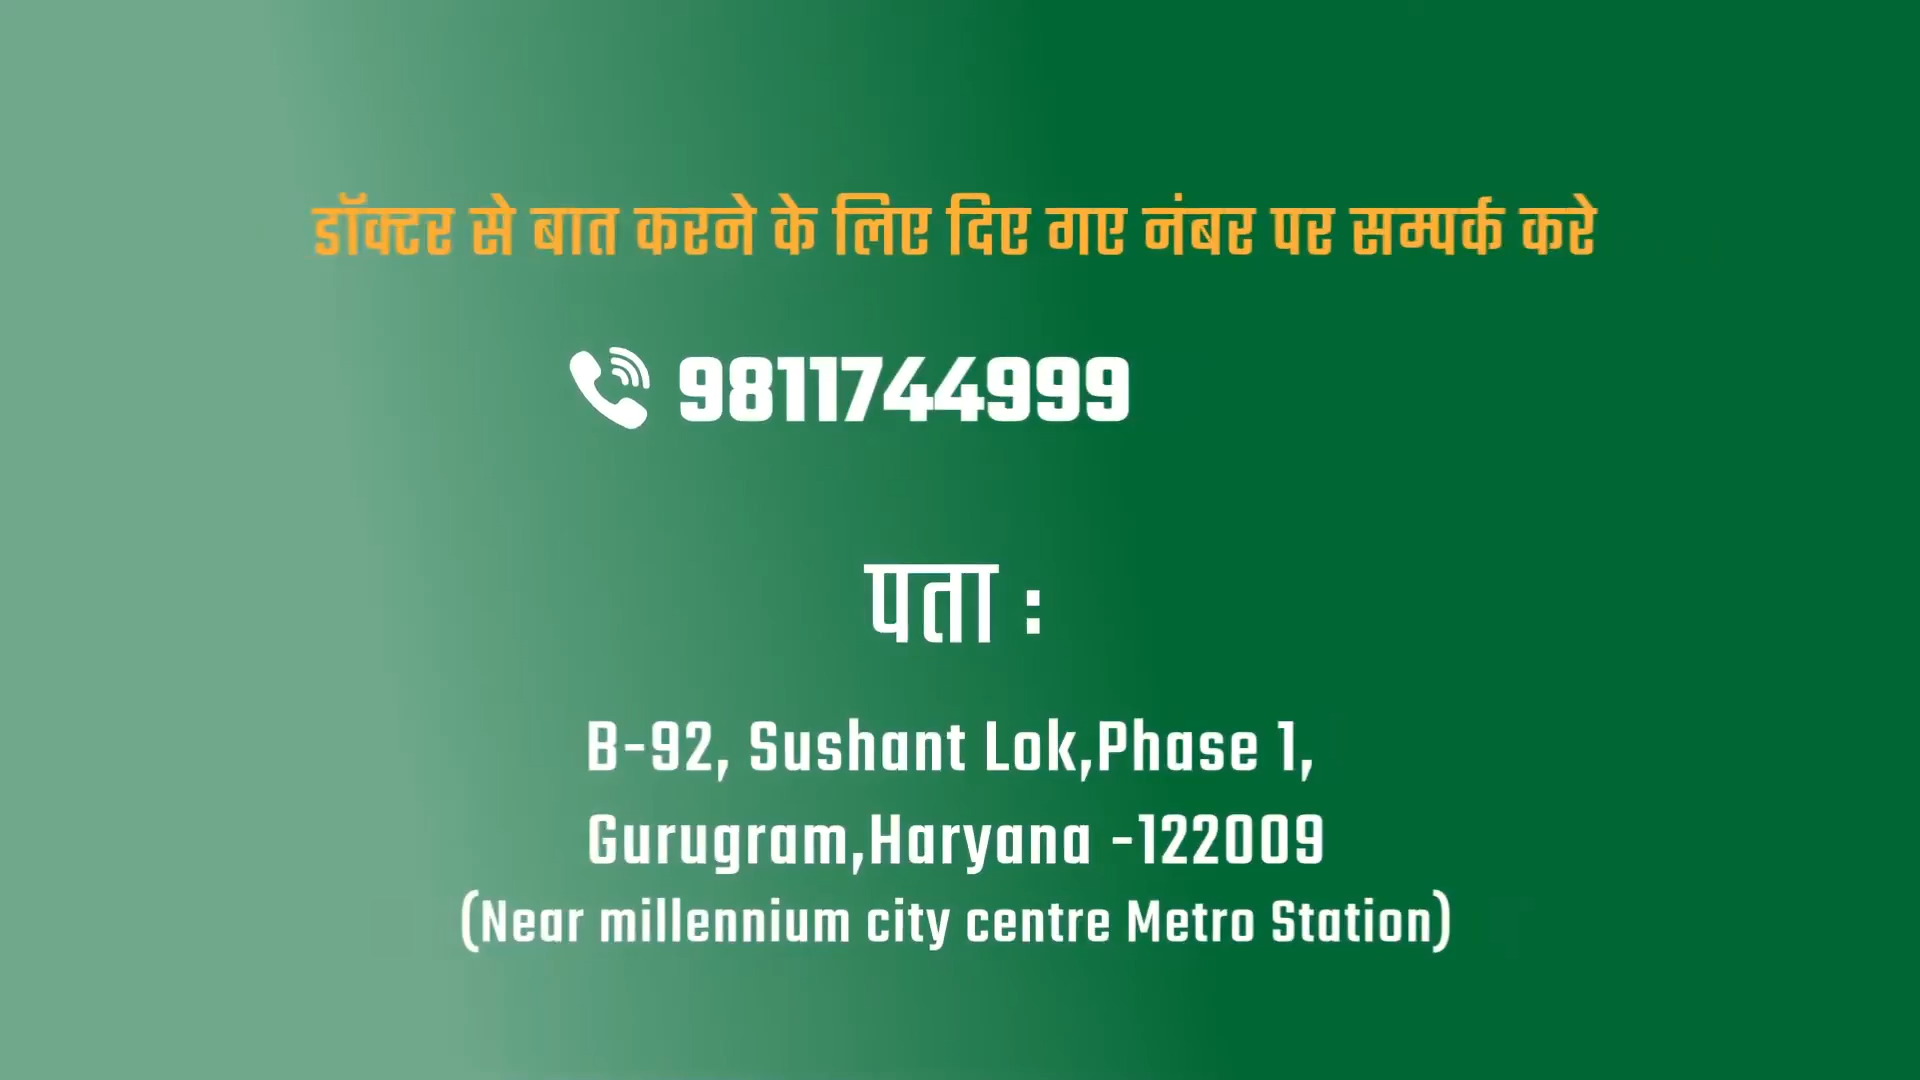 डॉक्टर से बात करने के लिए दिए गए नंबर पर सम्पर्क करे
9811744999
पता :
B-92, Sushant Lok,Phase 1,
Gurugram,Haryana -122009
(Near millennium city centre Metro Station)